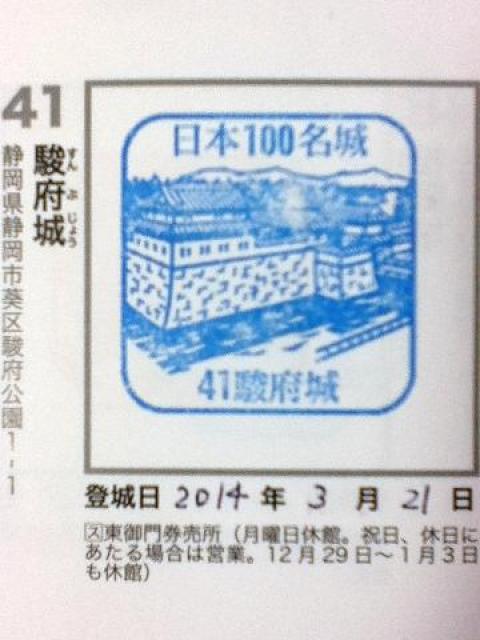 41
駿府城
すんぷじょう
静岡県静岡市葵区駿府公園1-1
日本100名城
41駿府城
登城日 2014 年 3 月 21 日
ス東御門券売所（月曜日休館。祝日、休日に
あたる場合は営業。12月29日～1月3日
も休館）